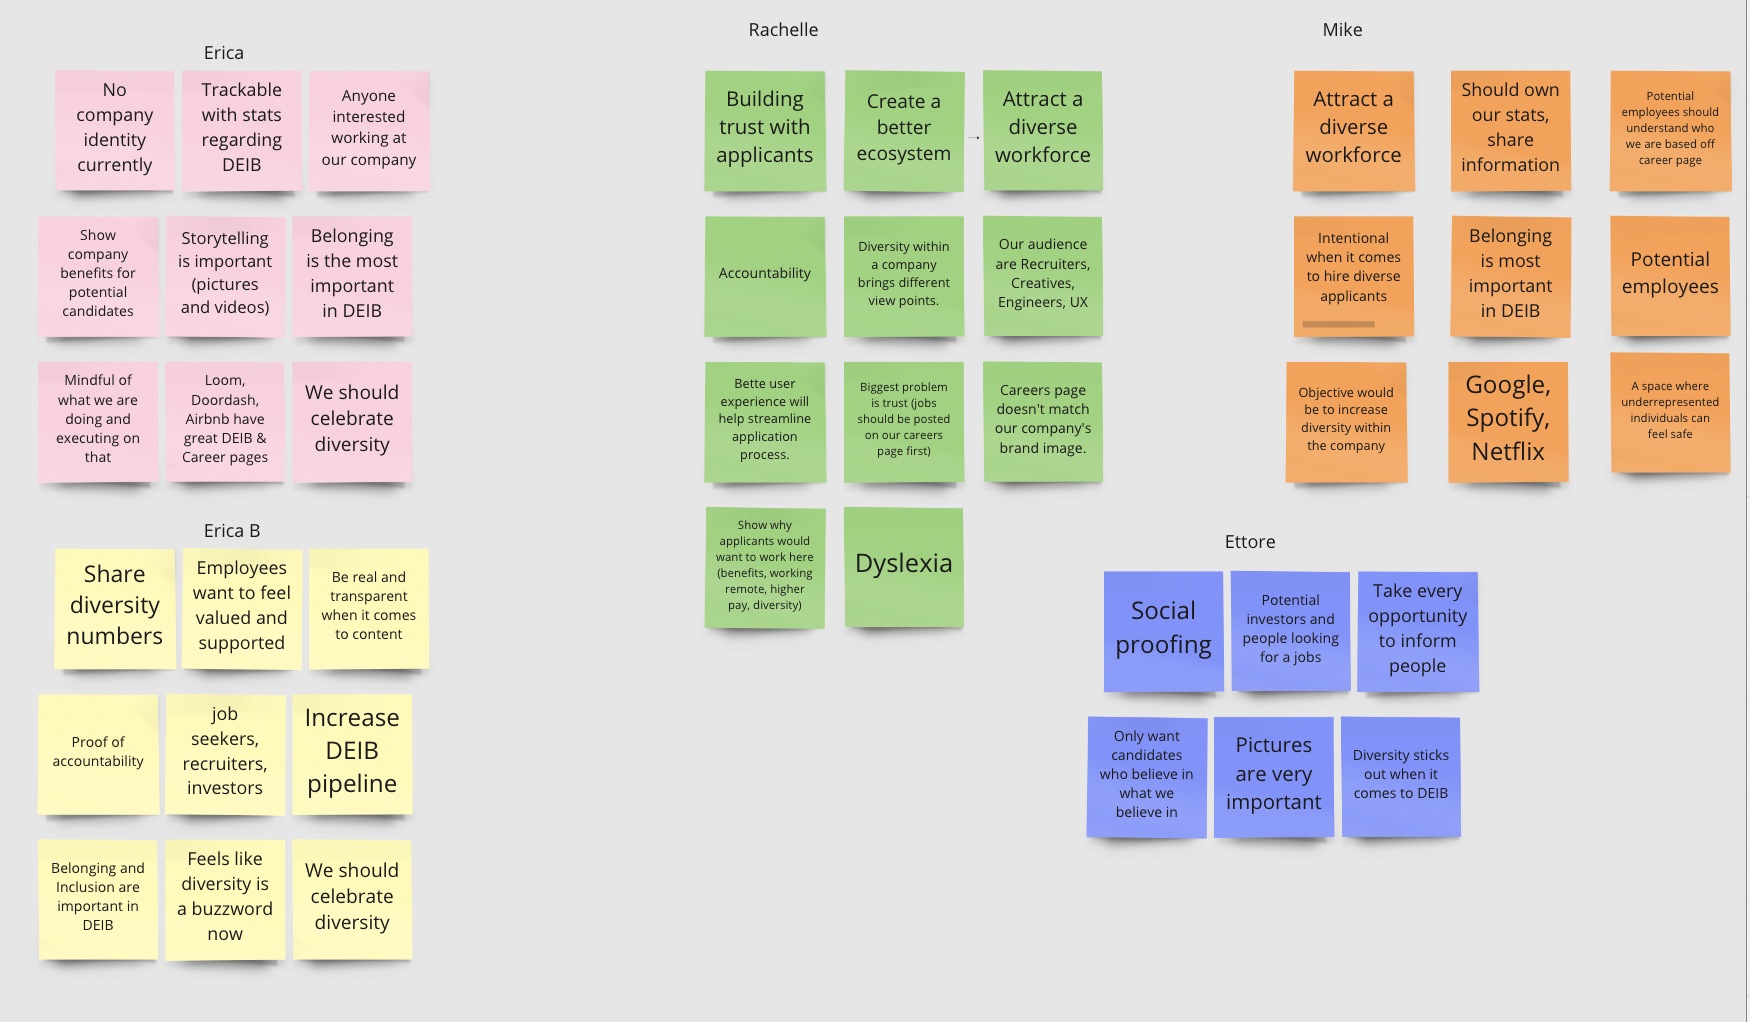 Erica
No
company
identity
currently
Trackable
with stats
regarding
DEIB
Anyone
interested
working at
our company
Show
company
benefits for
potential
candidates
Storytelling
is important
(pictures
and videos)
Belonging
is the most
important
in DEIB
Mindful of
what we are
doing and
executing on
that
Loom,
Doordash,
Airbnb have
great DEIB &
Career pages
We should
celebrate
diversity
Erica B
Share
diversity
numbers
Employees
want to feel
valued and
supported
Be real and
transparent
when it comes
to content
Proof of
accountability
job
seekers,
recruiters,
investors
Increase
DEIB
pipeline
Belonging and
Inclusion are
important in
DEIB
Feels like
diversity is
a buzzword
now
We should
celebrate
diversity
Rachelle
Building
trust with
applicants
Create a
better
ecosystem
Attract a
diverse
workforce
Accountability
Diversity within
a company
brings different
view points.
Our audience
are Recruiters,
Creatives,
Engineers, UX
Bette user
experience will
help streamline
application
process.
Biggest problem
is trust (jobs
should be posted
on our careers
page first)
Careers page
doesn't match
our company's
brand image.
Show why
applicants would
want to work here
(benefits, working
remote, higher
pay, diversity)
Dyslexia
Mike
Attract a
diverse
workforce
Should own
our stats,
share
information
Potential
employees should
understand who
we are based off
career page
Intentional
when it comes
to hire diverse
applicants
Belonging
is most
important
in DEIB
Potential
employees
Objective would
be to increase
diversity within
the company
Google,
Spotify,
Netflix
A space where
underrepresented
individuals can
feel safe
Ettore
Social
proofing
Potential
investors and
people looking
for a jobs
Take every
opportunity
to inform
people
Only want
candidates
who believe in
what we
believe in
Pictures
are very
important
Diversity sticks
out when it
comes to DEIB